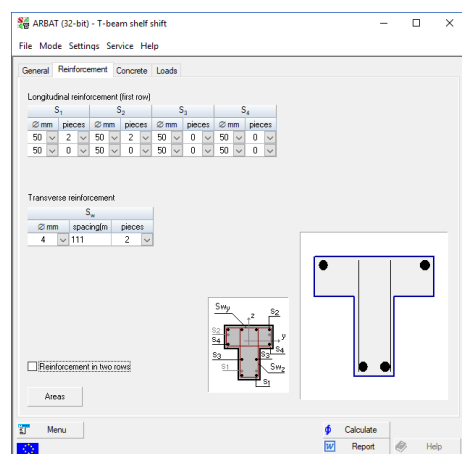 ARBAT (32-bit) - T-beam shelf shift
File Mode Settings Service Help
General Reinforcement Concrete Loads
Longitudinal reinforcement (first row)
S1 S2 S3 S4
∅ mm pieces ∅ mm pieces ∅ mm pieces ∅ mm pieces
50 2 50 2 50 0 50 0
50 0 50 0 50 0 50 0
Transverse reinforcement
Sw
∅ mm spacing[m pieces
4 111 2
Swy z S2
S2
S4 y
S4
S3 S3
S1 Swz
S1
Reinforcement in two rows
Areas
Menu Calculate
Report Help